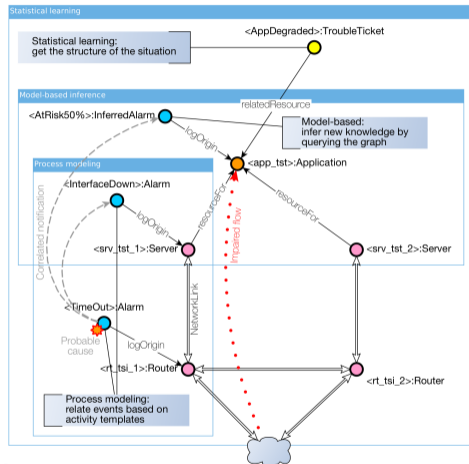 Statistical learning
<AppDegraded>:TroubleTicket
Statistical learning:
get the structure of the situation
Model-based inference
relatedResource
<AtRisk50%>:InferredAlarm
Model-based:
infer new knowledge by
querying the graph
logOrigin
<app_tst>:Application
Process modeling
<InterfaceDown>:Alarm
resourceFor
resourceFor
logOrigin
Correlated notification
Impaired flow
<srv_tst_1>:Server
<srv_tst_2>:Server
NetworkLink
<TimeOut>:Alarm
Probable
cause
logOrigin
<rt_tsi_1>:Router
<rt_tsi_2>:Router
Process modeling:
relate events based on
activity templates